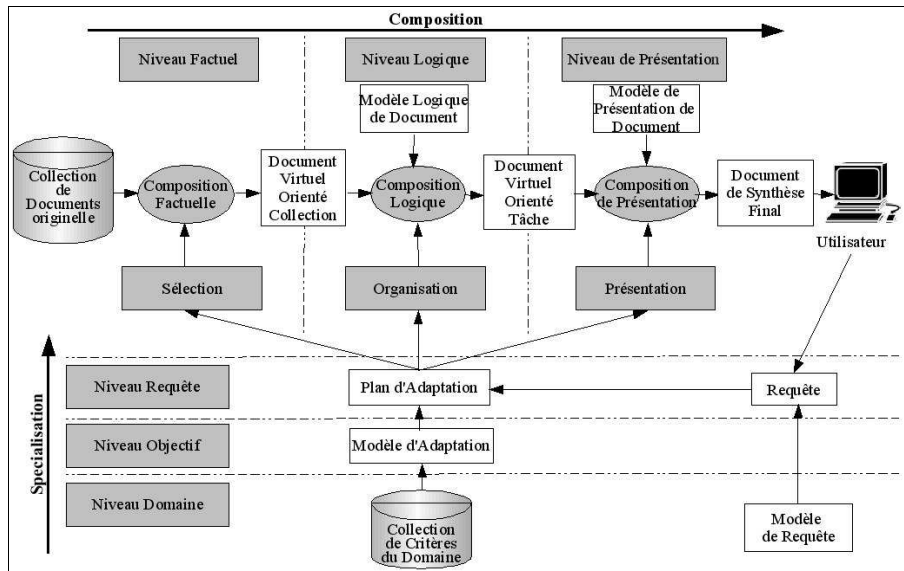 Composition
Niveau Factuel
Niveau Logique
Niveau de Présentation
Modèle Logique
de Document
Modèle de
Présentation de
Document
Collection
de
Documents
originelle
Composition
Factuelle
Document
Virtuel
Orienté
Collection
Composition
Logique
Document
Virtuel
Orienté
Tâche
Composition
de Présentation
Document
de Synthèse
Final
Utilisateur
Sélection
Organisation
Présentation
Specialisation
Niveau Requête
Plan d'Adaptation
Requête
Niveau Objectif
Modèle d'Adaptation
Niveau Domaine
Collection
de Critères
du Domaine
Modèle
de Requête